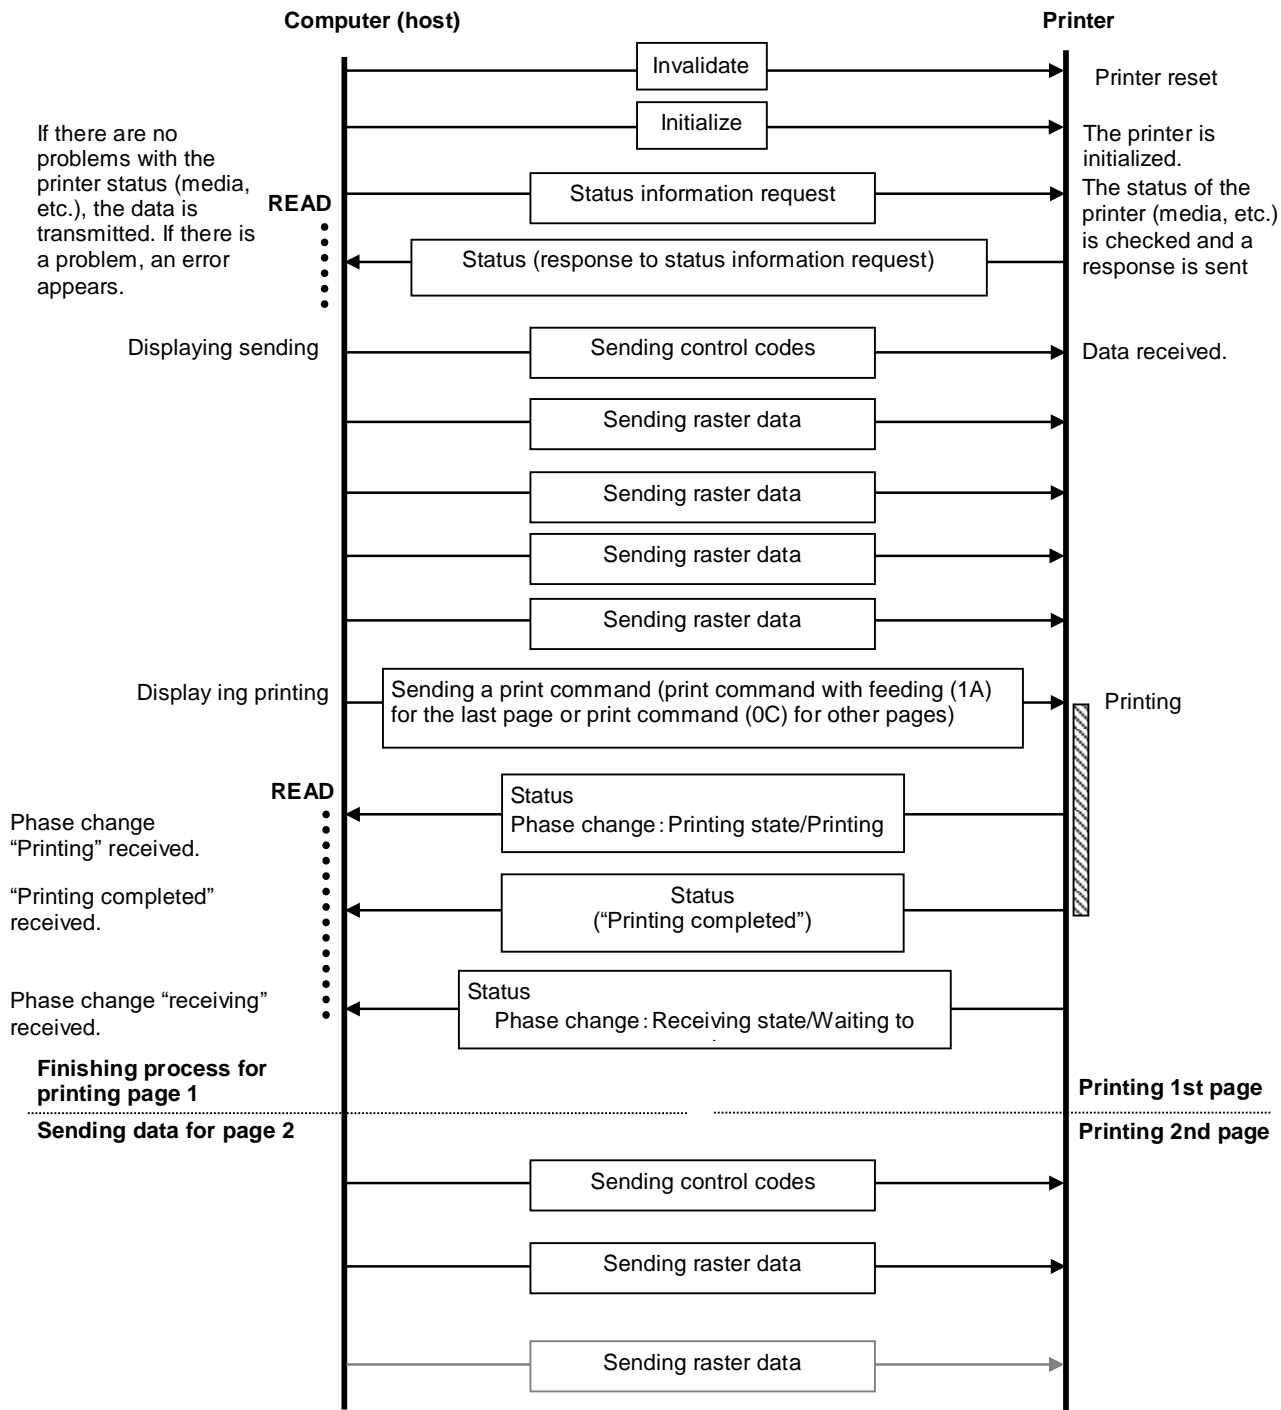 Computer (host)
Printer
Invalidate
Printer reset
Initialize
If there are no
problems with the
printer status (media,
etc.), the data is
transmitted. If there is
a problem, an error
appears.
The printer is
initialized.
READ
Status information request
The status of the
printer (media, etc.)
is checked and a
response is sent
Status (response to status information request)
Displaying sending
Sending control codes
Data received.
Sending raster data
Sending raster data
Sending raster data
Sending raster data
Display ing printing
Sending a print command (print command with feeding (1A)
for the last page or print command (0C) for other pages)
Printing
READ
Status
Phase change：Printing state/Printing
Phase change
“Printing” received.
“Printing completed”
received.
Status
(“Printing completed”)
Phase change “receiving”
received.
Status
Phase change：Receiving state/Waiting to
Finishing process for
printing page 1
Printing 1st page
Sending data for page 2
Printing 2nd page
Sending control codes
Sending raster data
Sending raster data